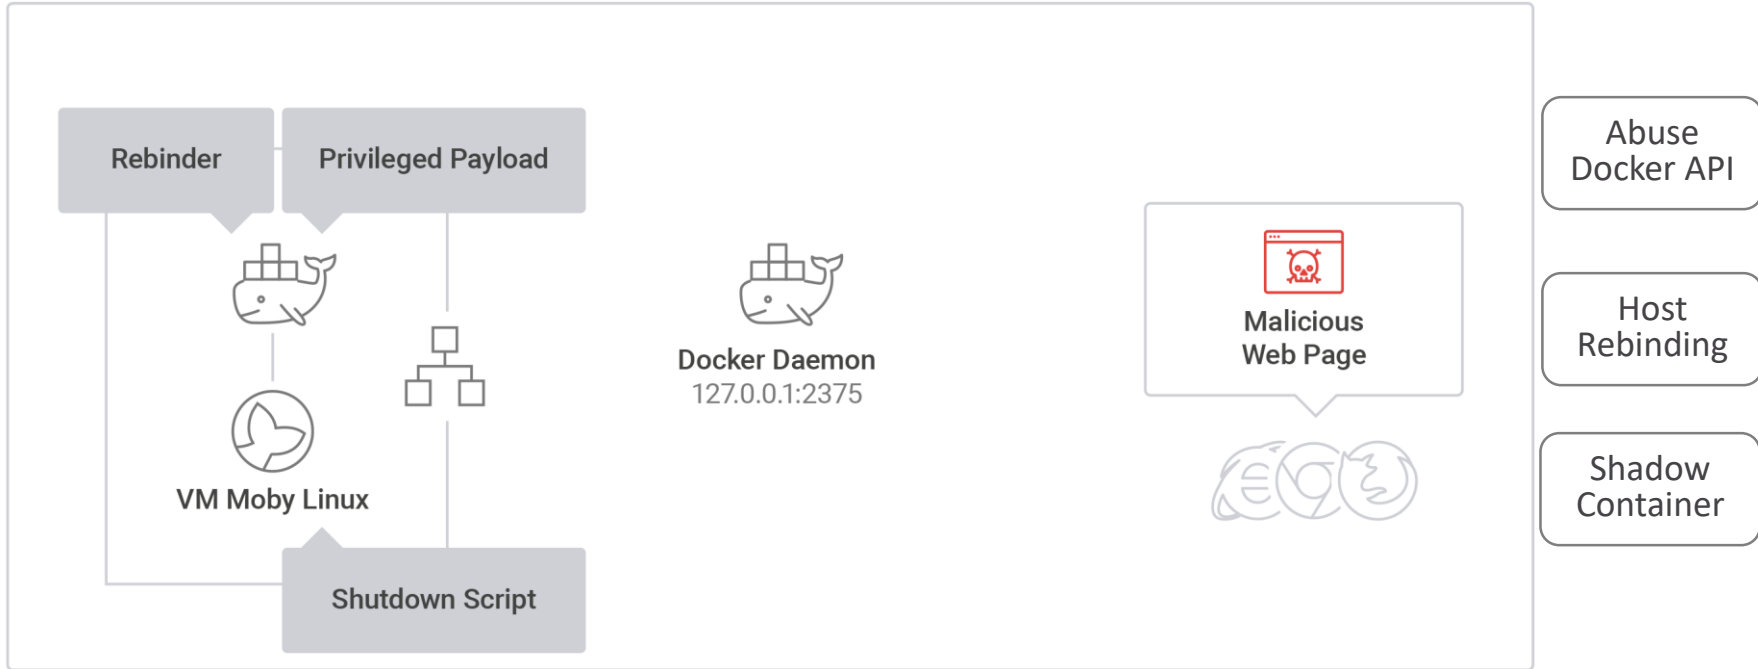 Rebinder
Privileged Payload
VM Moby Linux
Shutdown Script
Docker Daemon
127.0.0.1:2375
Malicious
Web Page
Abuse
Docker API
Host
Rebinding
Shadow
Container